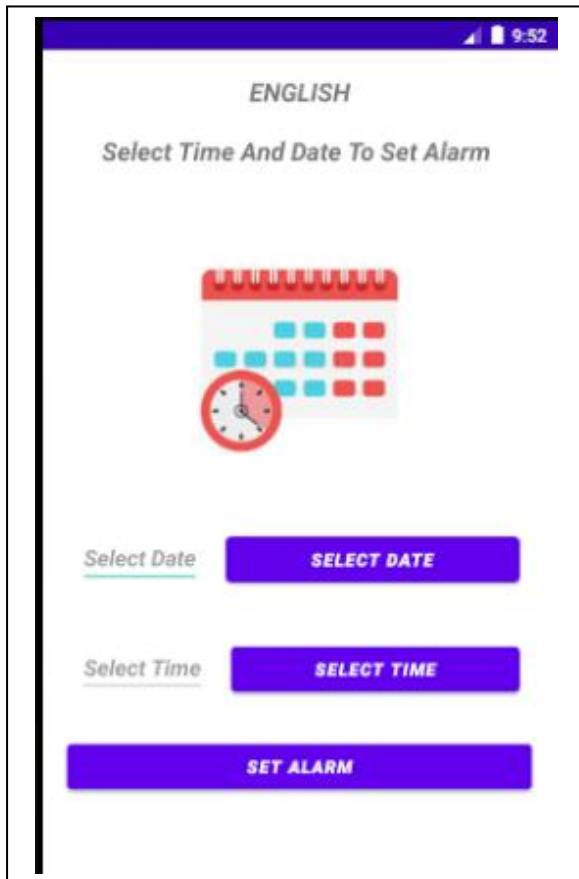 9:52
ENGLISH
Select Time And Date To Set Alarm
Select Date SELECT DATE
Select Time SELECT TIME
SET ALARM